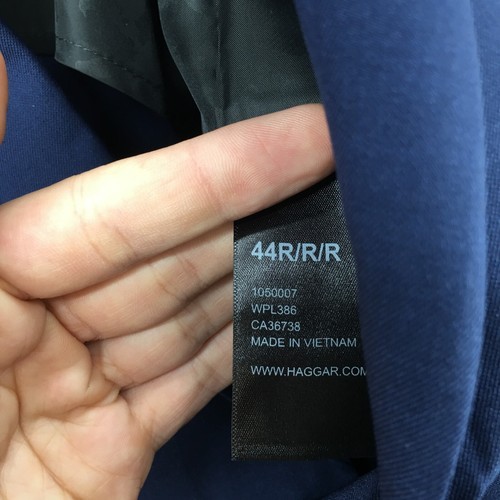 44R/R/R
1050007
WPL386
CA36738
MADE IN VIETNAM
WWW.HAGGAR.COM